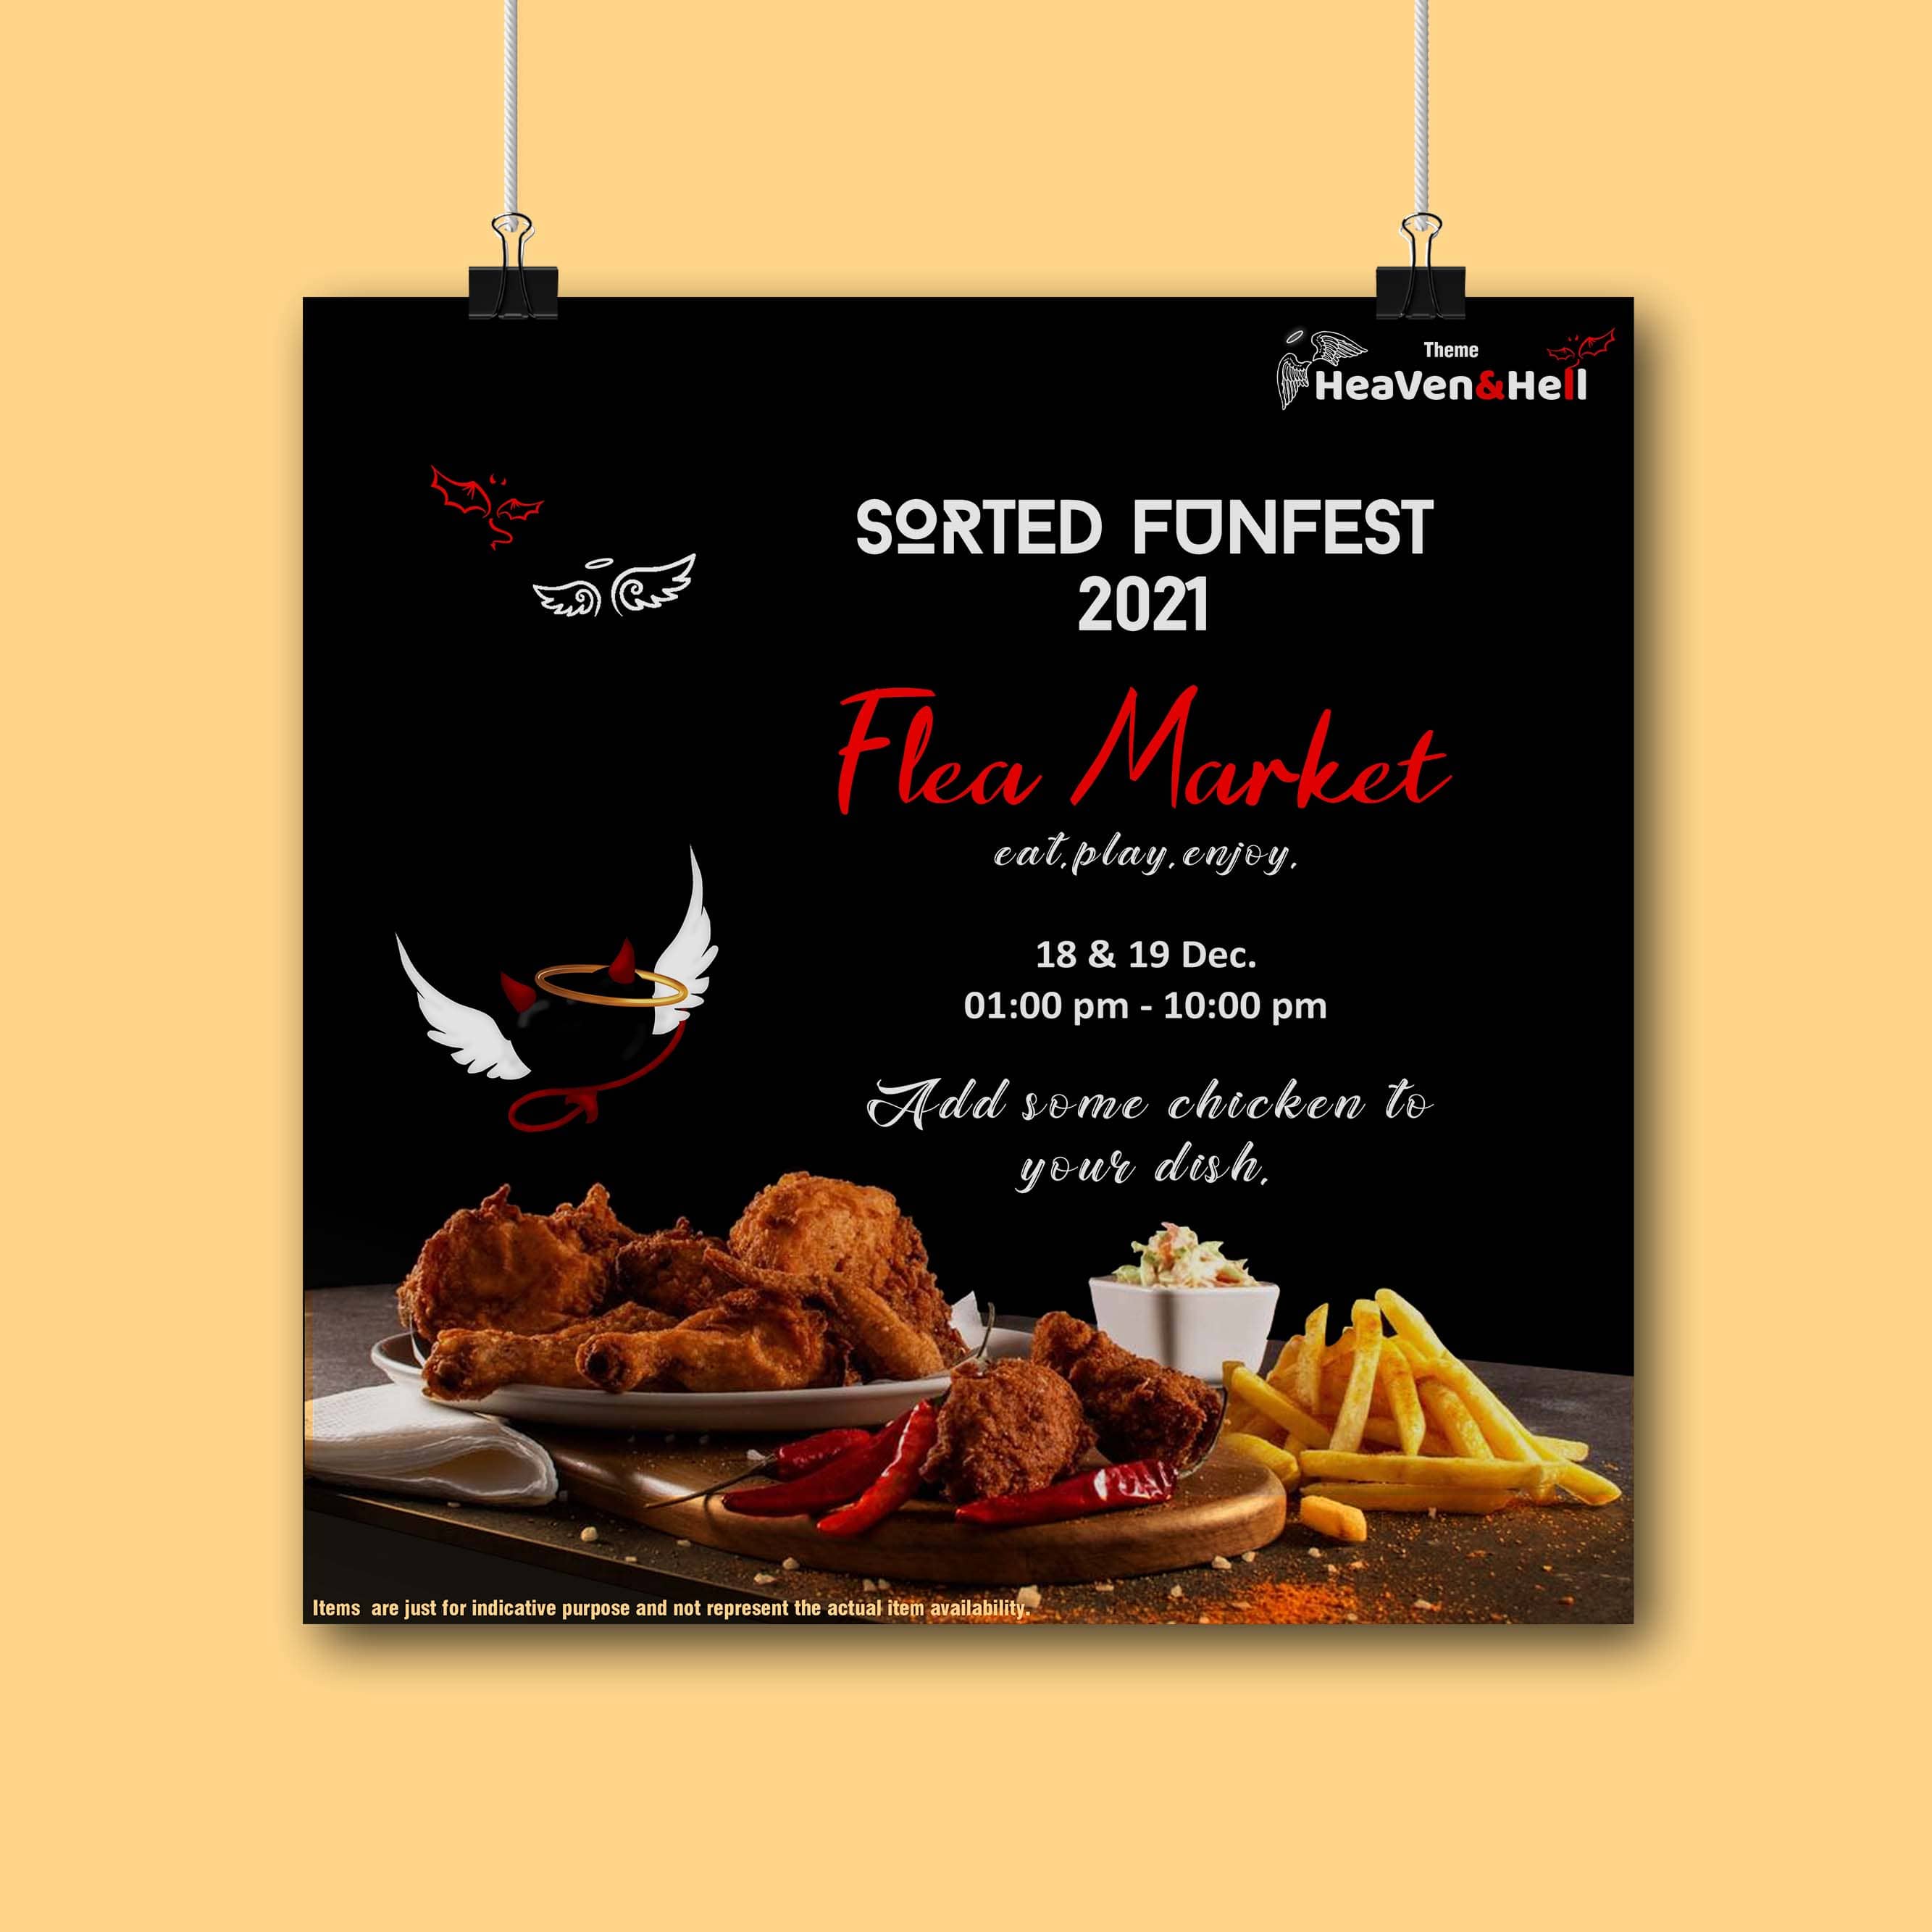 Theme
HeaVen&Hell
SORTED FUNFEST
2021
Flea Market
eat.play.enjoy.
18 & 19 Dec.
01:00 pm - 10:00 pm
Add some chicken to
your dish.
Items are just for indicative purpose and not represent the actual item availability.